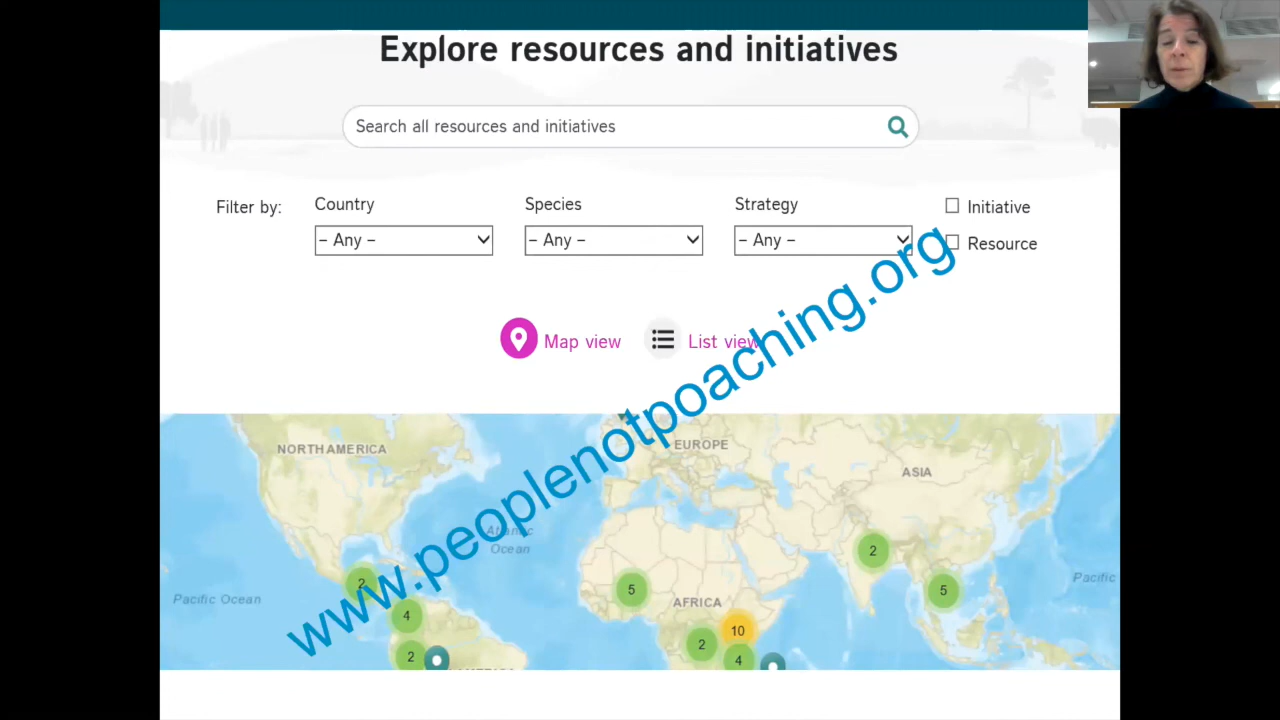 Explore resources and initiatives
Search all resources and initiatives
Filter by:
Country
– Any –
Species
– Any –
Strategy
– Any –
Initiative
Resource
Map view
List view
www.peoplenotpoaching.org
NORTH AMERICA
EUROPE
ASIA
Atlantic
Ocean
2
Pacific
2
5
5
Pacific Ocean
AFRICA
4
10
2
2
4